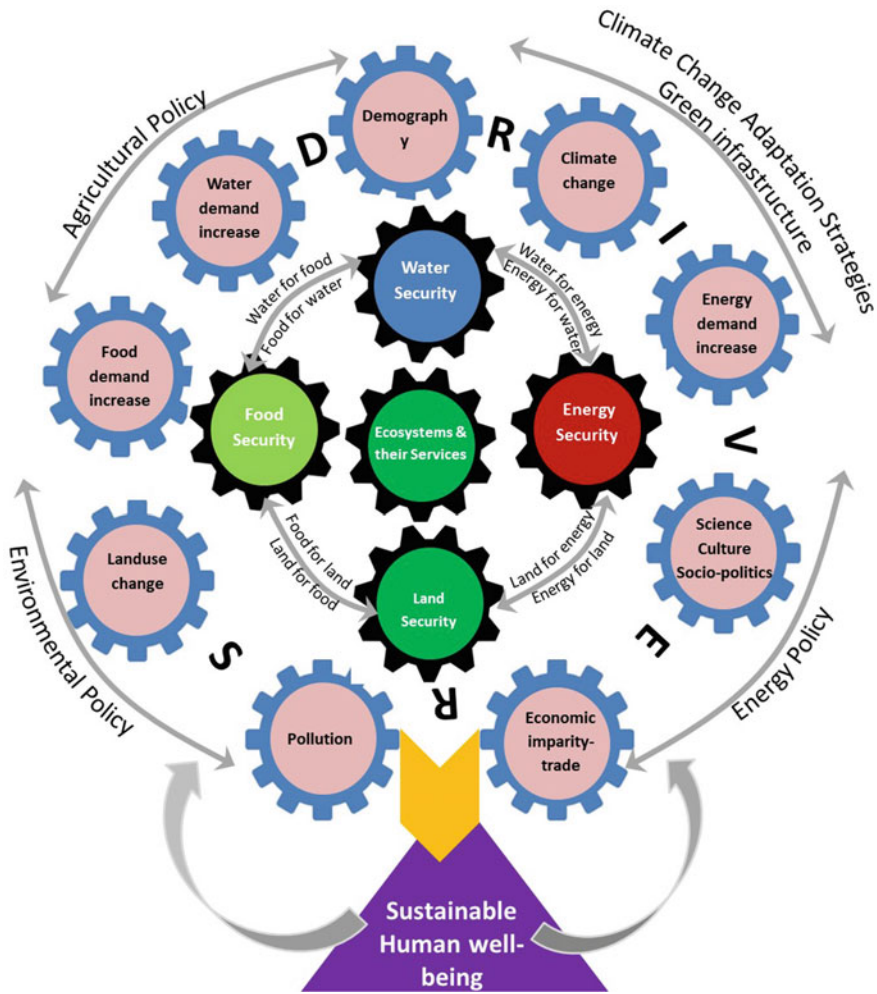 Climate Change Adaptation Strategies
Green infrastructure
Agricultural Policy
D
R
I
V
E
R
S
Demograph
y
Climate
change
Water
demand
increase
Energy
demand
increase
Food
demand
increase
Science
Culture
Socio-politics
Landuse
change
Pollution
Economic
imparity-
trade
Water
Security
Water for food
Food for water
Water for energy
Energy for water
Food
Security
Ecosystems &
their Services
Energy
Security
Food for land
Land for food
Land for energy
Energy for land
Land
Security
Environmental Policy
Energy Policy
Sustainable
Human well-
being